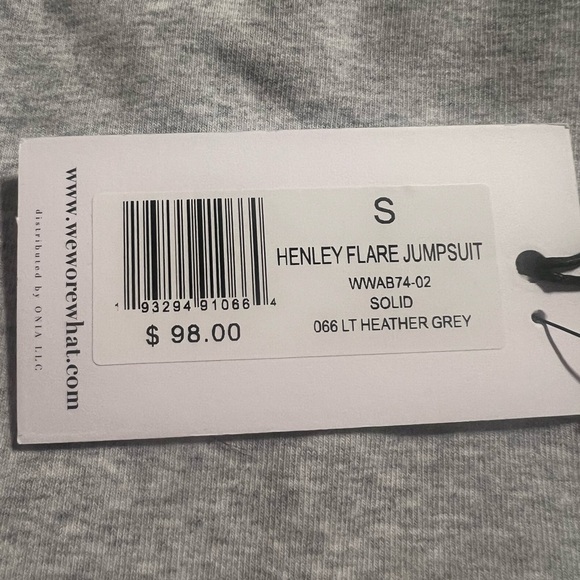 S
HENLEY FLARE JUMPSUIT
WWAB74-02
SOLID
066 LT HEATHER GREY
1 93294 91066 4
$ 98.00
www.weworewhat.com
distributed by ONIA LLC